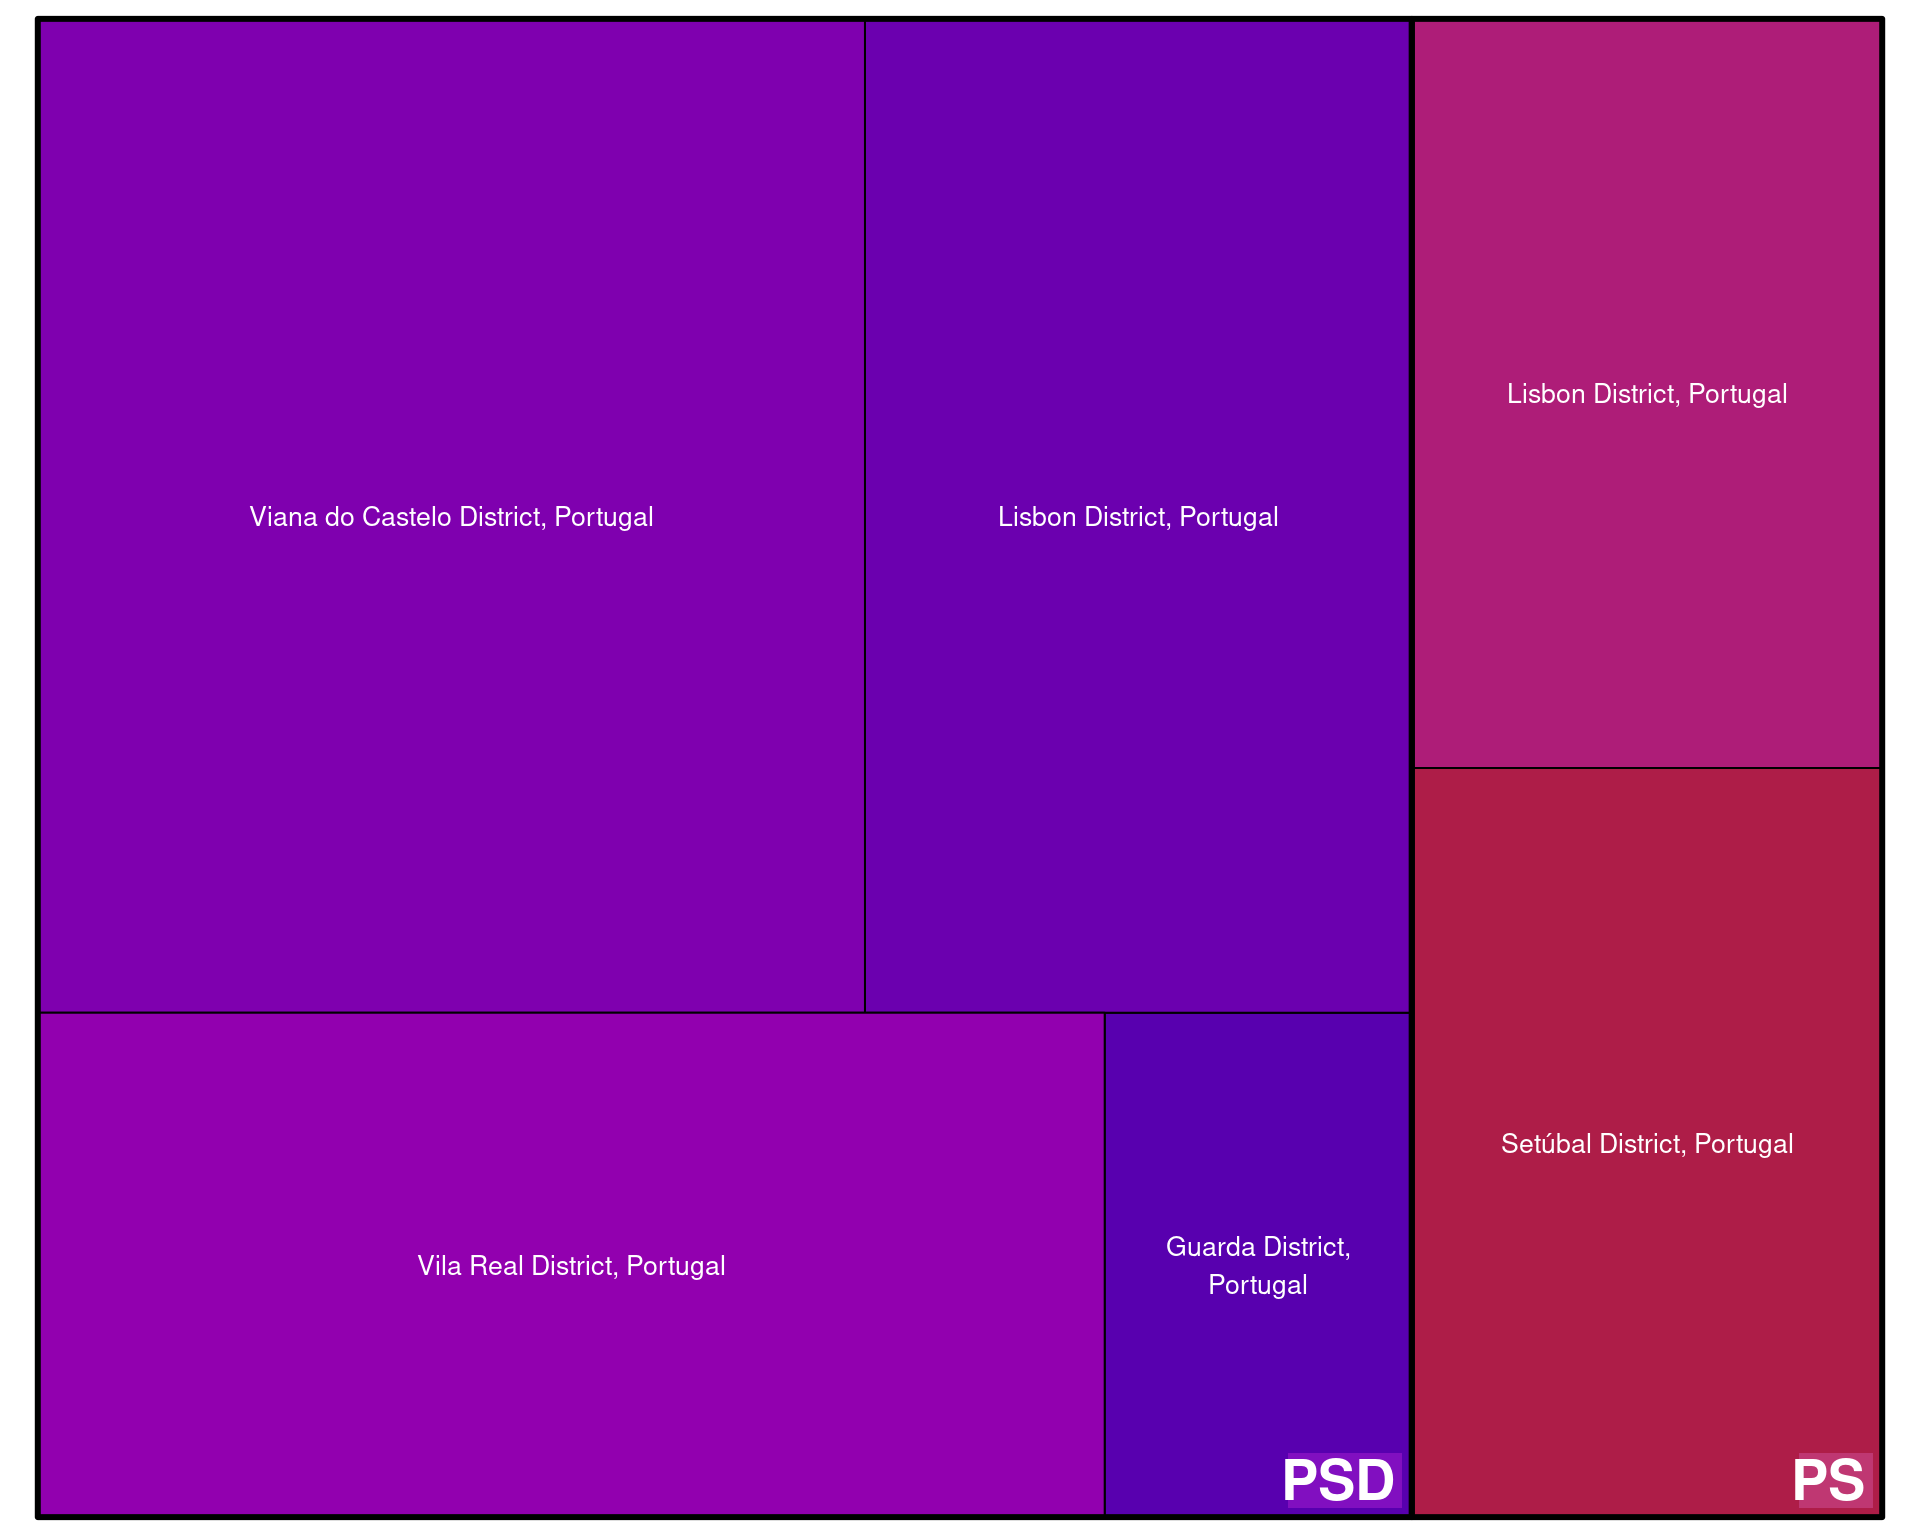 Viana do Castelo District, Portugal
Lisbon District, Portugal
Lisbon District, Portugal
Vila Real District, Portugal
Guarda District,
Portugal
Setúbal District, Portugal
PSD
PS